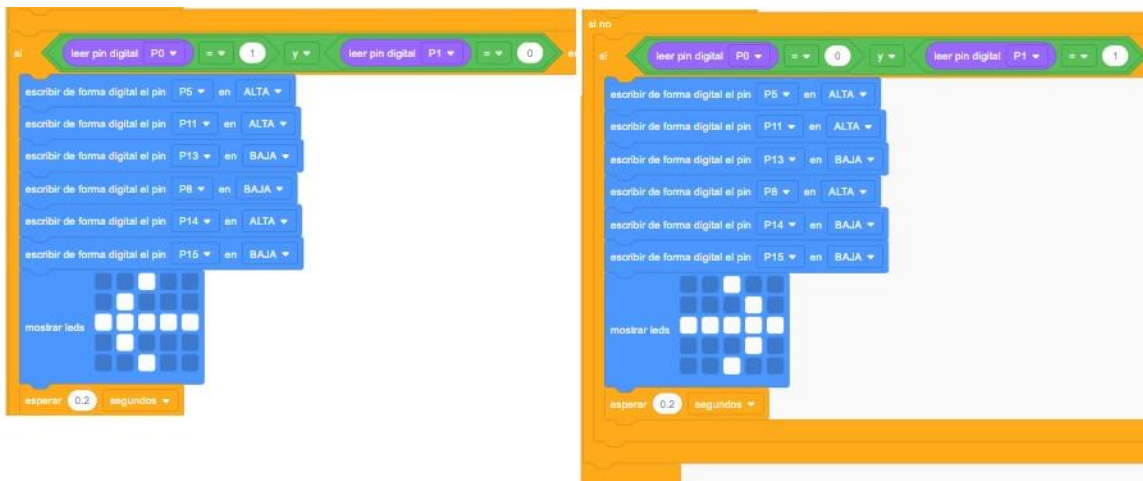 si leer pin digital P0 = 1 y leer pin digital P1 = 0
escribir de forma digital el pin P5 en ALTA
escribir de forma digital el pin P11 en ALTA
escribir de forma digital el pin P13 en BAJA
escribir de forma digital el pin P8 en BAJA
escribir de forma digital el pin P14 en ALTA
escribir de forma digital el pin P15 en BAJA
mostrar leds
esperar 0.2 segundos
si no
si leer pin digital P0 = 0 y leer pin digital P1 = 1
escribir de forma digital el pin P5 en ALTA
escribir de forma digital el pin P11 en ALTA
escribir de forma digital el pin P13 en BAJA
escribir de forma digital el pin P8 en ALTA
escribir de forma digital el pin P14 en BAJA
escribir de forma digital el pin P15 en BAJA
mostrar leds
esperar 0.2 segundos